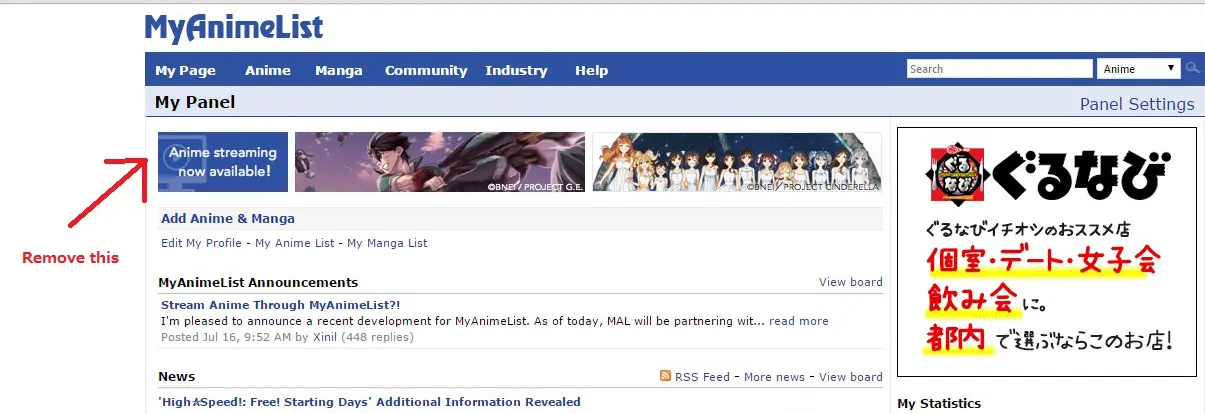 MyAnimeList
My Page Anime Manga Community Industry Help Search Anime
My Panel Panel Settings
Anime streaming
now available!
©BNEI / PROJECT G.E.
©BNEI / PROJECT CINDERELLA
Remove this
Add Anime & Manga
Edit My Profile - My Anime List - My Manga List
MyAnimeList Announcements View board
Stream Anime Through MyAnimeList?!
I'm pleased to announce a recent development for MyAnimeList. As of today, MAL will be partnering wit... read more
Posted Jul 16, 9:52 AM by Xinil (448 replies)
News RSS Feed - More news - View board
'High☆Speed!: Free! Starting Days' Additional Information Revealed
ぐるなび
ぐるなび
ぐるなびイチオシのおススメ店
個室・デート・女子会
飲み会に。
都内で選ぶならこのお店!
My Statistics